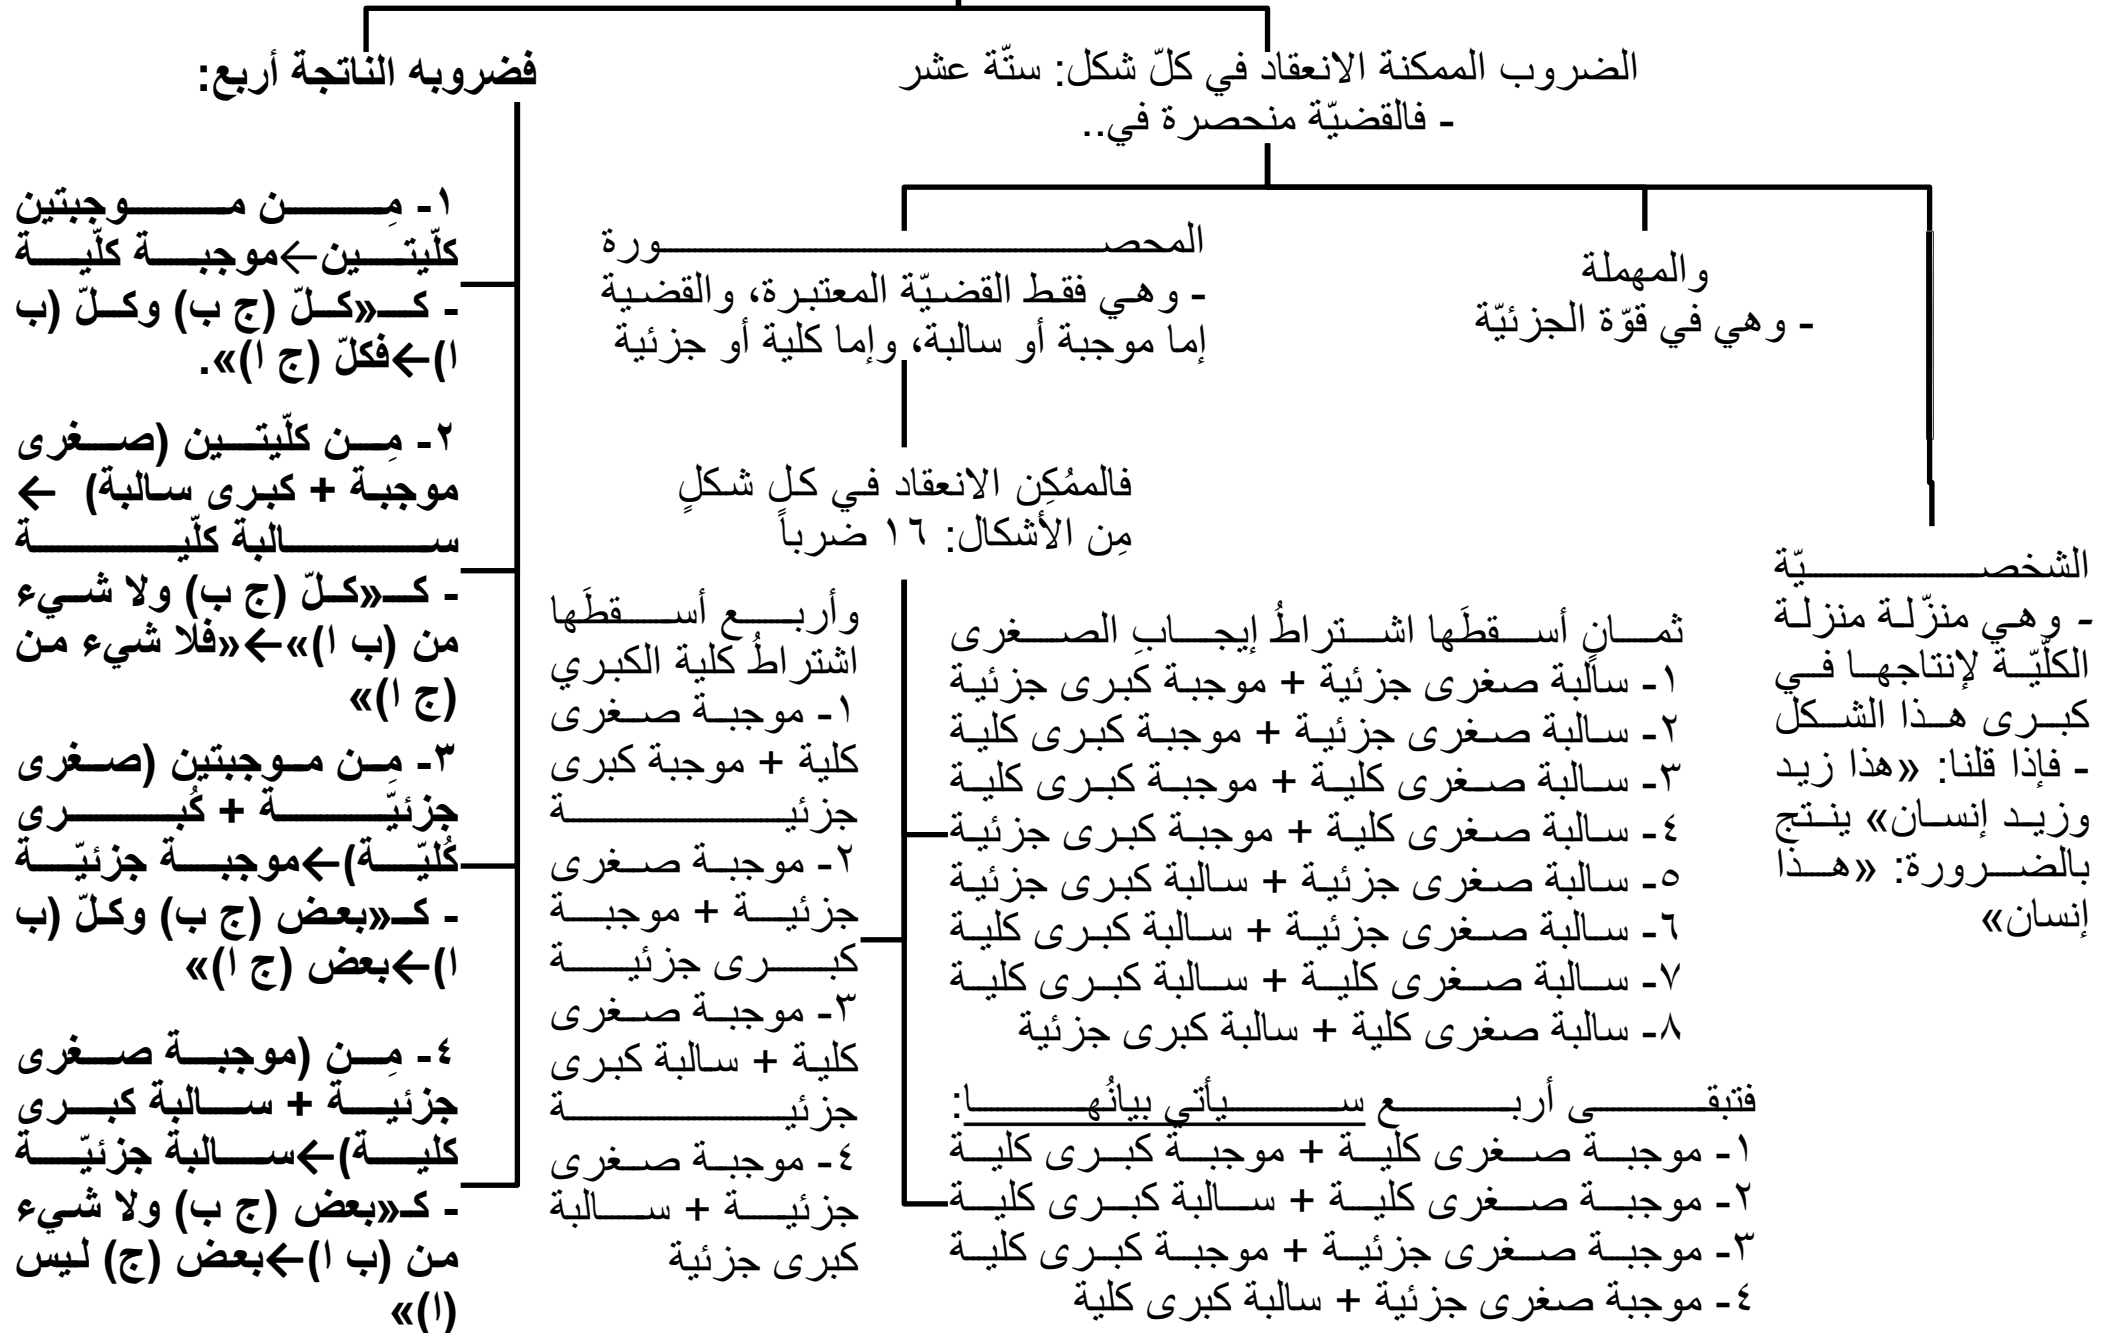 الضروب الممكنة الانعقاد في كلّ شكل: ستّة عشر
- فالقضيّة منحصرة في..
الشخصيّة
- وهي منزّلة منزلة
الكلّيّة لإنتاجها في
كبرى هذا الشكل
- فإذا قلنا: «هذا زيد
وزيد إنسان» ينتج
بالضرورة: «هذا
إنسان»
والمهملة
- وهي في قوّة الجزئيّة
المحصورة
- وهي فقط القضيّة المعتبرة، والقضية
إما موجبة أو سالبة، وإما كلية أو جزئية
فالممُكِن الانعقاد في كل شكلٍ
مِن الأشكال: ١٦ ضرباً
ثمانٍ أسقطَها اشتراطُ إيجابِ الصغرى
١- سالبة صغرى جزئية + موجبة كبرى جزئية
٢- سالبة صغرى جزئية + موجبة كبرى كلية
٣- سالبة صغرى كلية + موجبة كبرى كلية
٤- سالبة صغرى كلية + موجبة كبرى جزئية
٥- سالبة صغرى جزئية + سالبة كبرى جزئية
٦- سالبة صغرى جزئية + سالبة كبرى كلية
٧- سالبة صغرى كلية + سالبة كبرى كلية
٨- سالبة صغرى كلية + سالبة كبرى جزئية
وأربع أسقطَها
اشتراطُ كلية الكبري
١- موجبة صغرى
كلية + موجبة كبرى
جزئية
٢- موجبة صغرى
جزئية + موجبة
كبرى جزئية
٣- موجبة صغرى
كلية + سالبة كبرى
جزئية
٤- موجبة صغرى
جزئية + سالبة
كبرى جزئية
فتبقى أربع سيأتي بيانُها:
١- موجبة صغرى كلية + موجبة كبرى كلية
٢- موجبة صغرى كلية + سالبة كبرى كلية
٣- موجبة صغرى جزئية + موجبة كبرى كلية
٤- موجبة صغرى جزئية + سالبة كبرى كلية
فضروبه الناتجة أربع:
١- مِن موجبتين
كلّيتين←موجبة كلّية
- كـ«كلّ (ج ب) وكلّ (ب
ا)←فكلّ (ج ا)».
٢- مِن كلّيتين (صغرى
موجبة + كبرى سالبة) ←
سالبة كلّية
- كـ«كلّ (ج ب) ولا شيء
من (ب ا)»←«فلا شيء من
(ج ا)»
٣- مِن موجبتين (صغرى
جزئيّة + كُبرى
كُليّة)←موجبة جزئيّة
- كـ«بعض (ج ب) وكلّ (ب
ا)←بعض (ج ا)»
٤- مِن (موجبة صغرى
جزئية + سالبة كبرى
كلية)←سالبة جزئيّة
- كـ«بعض (ج ب) ولا شيء
من (ب ا)←بعض (ج) ليس
(ا)»